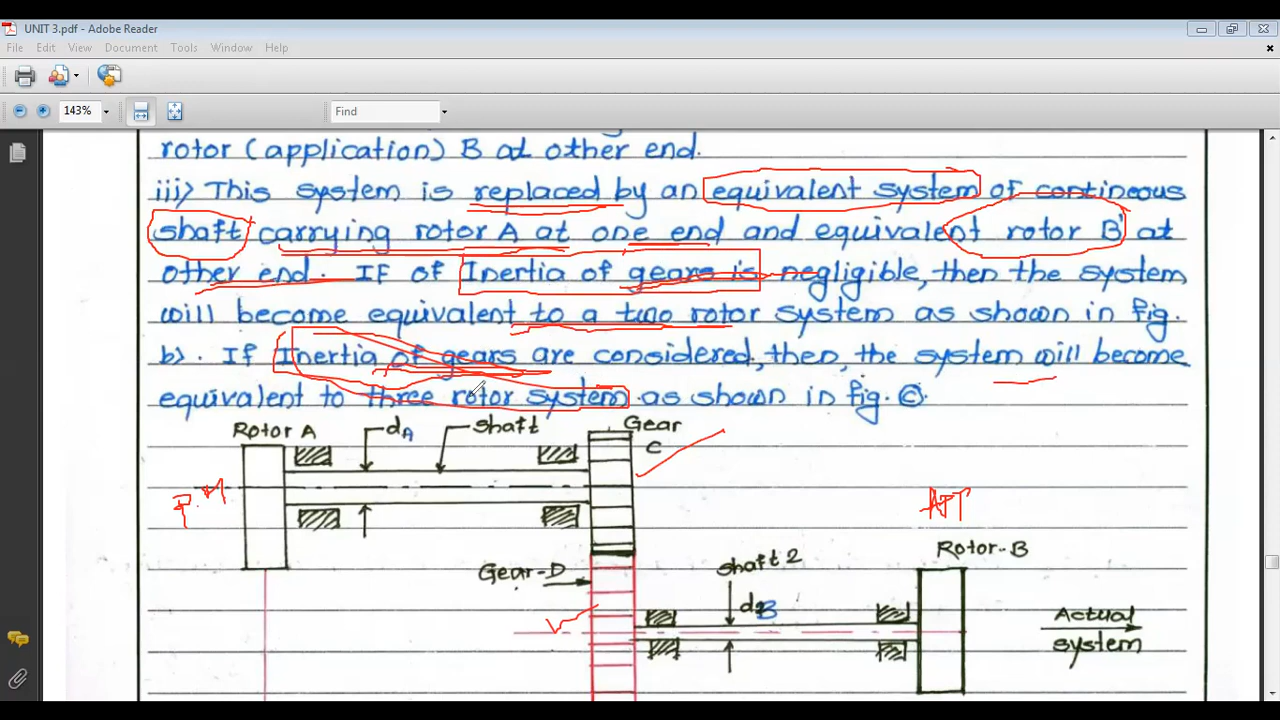 UNIT 3.pdf - Adobe Reader
File Edit View Document Tools Window Help
143% Find
rotor (application) B at other end.
iii) This system is replaced by an equivalent system of contineous
shaft carrying rotor A at one end and equivalent rotor B' at
other end. IF of Inertia of gears is negligible, then the system
will become equivalent to a two rotor system as shown in fig.
b). If Inertia of gears are considered, then, the system will become
equivalent to three rotor system as shown in fig. C.
Rotor A dA shaft Gear
C
P.M
APP
Rotor-B
Gear-D shaft 2
dB
Actual
system